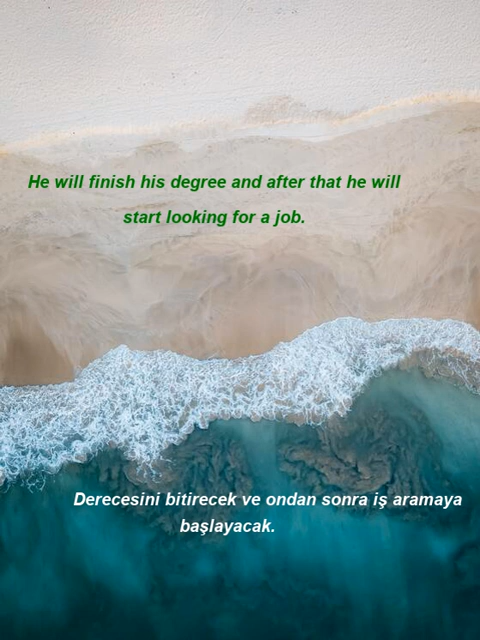 He will finish his degree and after that he will
start looking for a job.
Derecesini bitirecek ve ondan sonra iş aramaya
başlayacak.